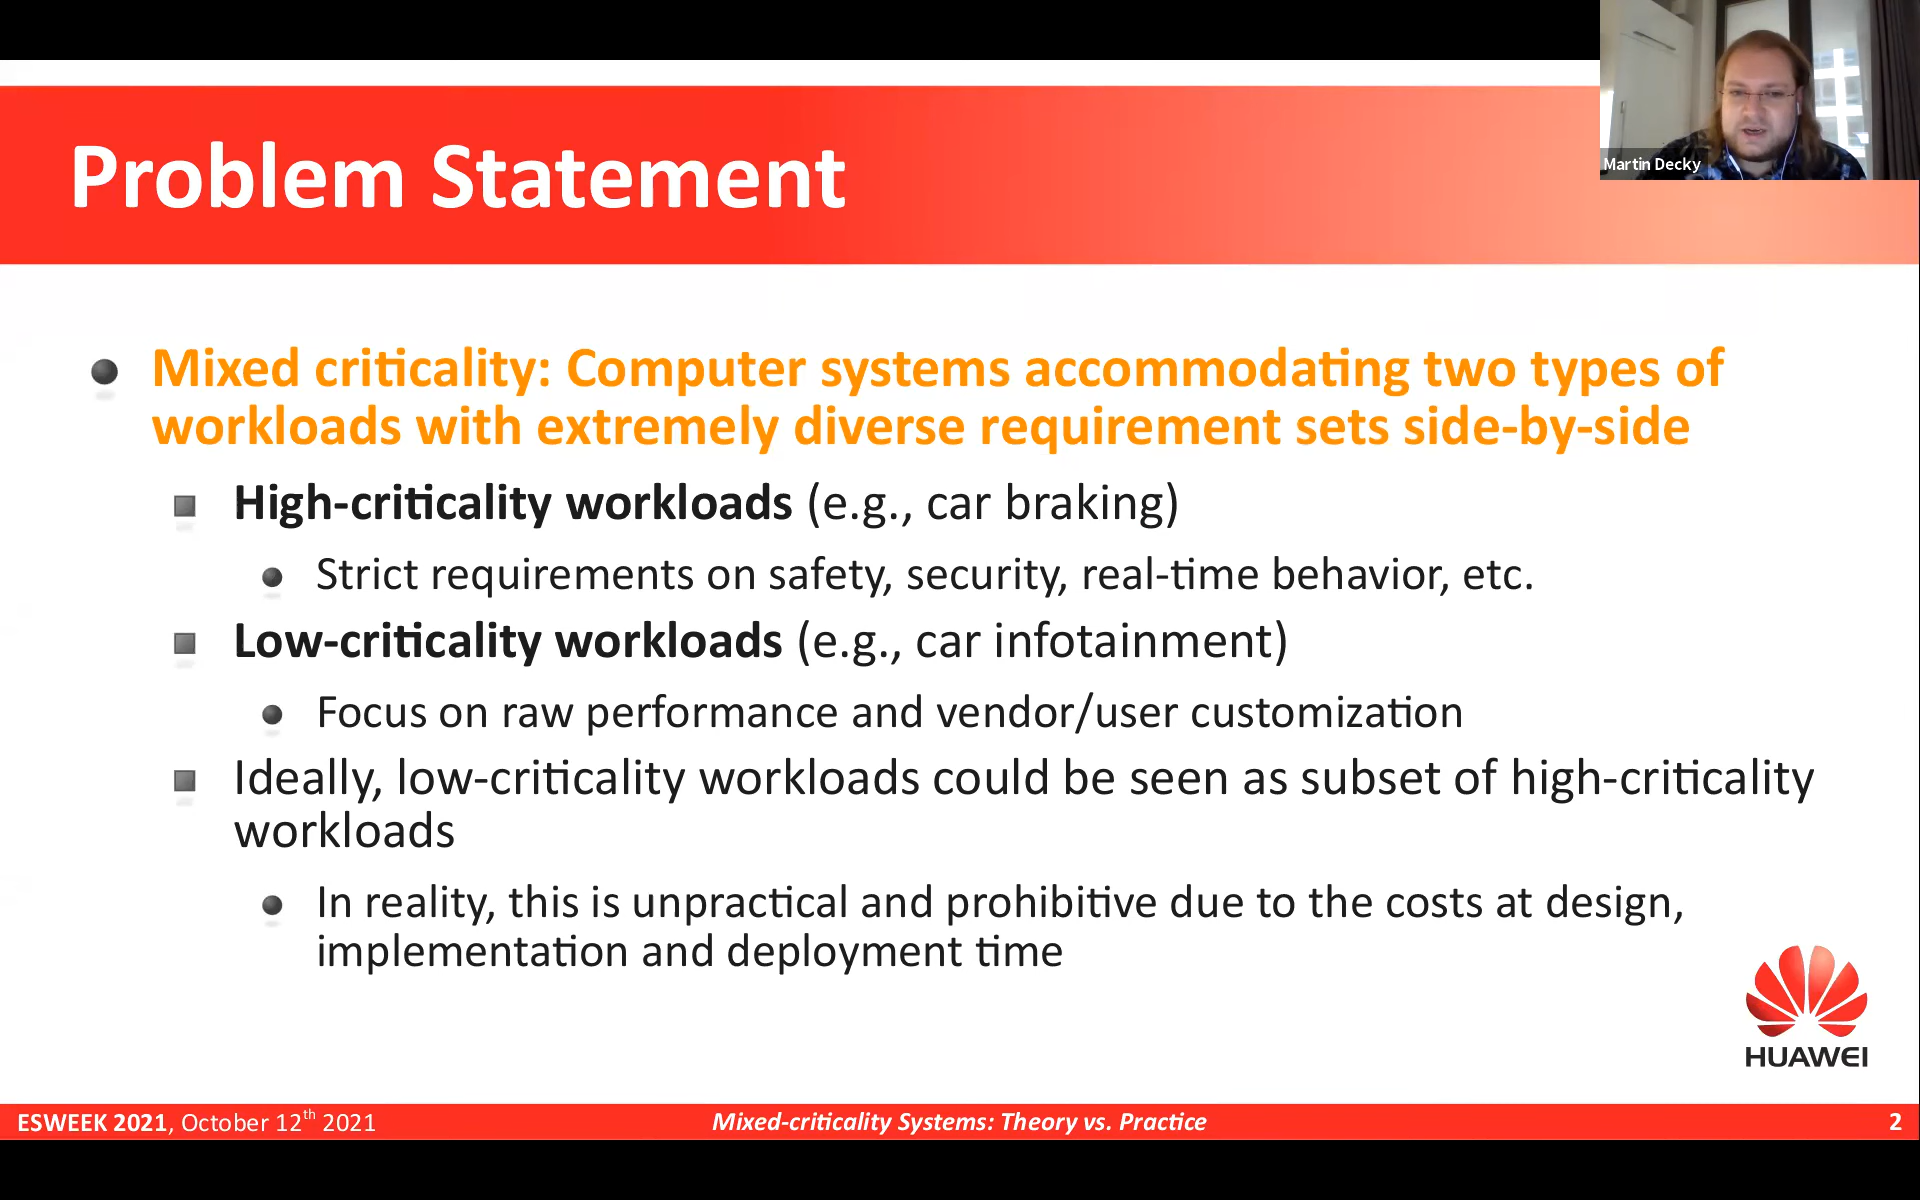 Martin Decky
Problem Statement
Mixed criticality: Computer systems accommodating two types of
workloads with extremely diverse requirement sets side-by-side
High-criticality workloads (e.g., car braking)
Strict requirements on safety, security, real-time behavior, etc.
Low-criticality workloads (e.g., car infotainment)
Focus on raw performance and vendor/user customization
Ideally, low-criticality workloads could be seen as subset of high-criticality
workloads
In reality, this is unpractical and prohibitive due to the costs at design,
implementation and deployment time
HUAWEI
ESWEEK 2021, October 12th 2021
Mixed-criticality Systems: Theory vs. Practice
2